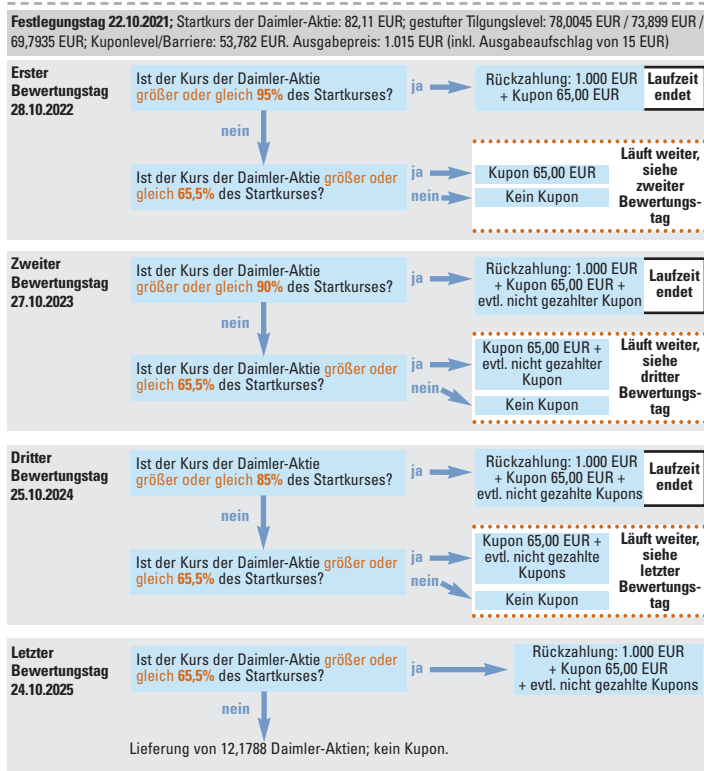 Festlegungstag 22.10.2021; Startkurs der Daimler-Aktie: 82,11 EUR; gestufter Tilgungslevel: 78,0045 EUR / 73,899 EUR /
69,7935 EUR; Kuponlevel/Barriere: 53,782 EUR. Ausgabepreis: 1.015 EUR (inkl. Ausgabeaufschlag von 15 EUR)
Erster
Bewertungstag
28.10.2022
Ist der Kurs der Daimler-Aktie
größer oder gleich 95% des Startkurses?
ja
Rückzahlung: 1.000 EUR
+ Kupon 65,00 EUR
Laufzeit
endet
nein
Ist der Kurs der Daimler-Aktie größer oder
gleich 65,5% des Startkurses?
ja
nein
Kupon 65,00 EUR
Kein Kupon
Läuft weiter,
siehe
zweiter
Bewertungs-
tag
Zweiter
Bewertungstag
27.10.2023
Ist der Kurs der Daimler-Aktie
größer oder gleich 90% des Startkurses?
ja
Rückzahlung: 1.000 EUR
+ Kupon 65,00 EUR +
evtl. nicht gezahlter Kupon
Laufzeit
endet
nein
Ist der Kurs der Daimler-Aktie größer oder
gleich 65,5% des Startkurses?
ja
nein
Kupon 65,00 EUR +
evtl. nicht gezahlter
Kupon
Kein Kupon
Läuft weiter,
siehe
dritter
Bewertungs-
tag
Dritter
Bewertungstag
25.10.2024
Ist der Kurs der Daimler-Aktie
größer oder gleich 85% des Startkurses?
ja
Rückzahlung: 1.000 EUR
+ Kupon 65,00 EUR +
evtl. nicht gezahlte Kupons
Laufzeit
endet
nein
Ist der Kurs der Daimler-Aktie größer oder
gleich 65,5% des Startkurses?
ja
nein
Kupon 65,00 EUR +
evtl. nicht gezahlte
Kupons
Kein Kupon
Läuft weiter,
siehe
letzter
Bewertungs-
tag
Letzter
Bewertungstag
24.10.2025
Ist der Kurs der Daimler-Aktie größer oder
gleich 65,5% des Startkurses?
ja
Rückzahlung: 1.000 EUR
+ Kupon 65,00 EUR
+ evtl. nicht gezahlte Kupons
nein
Lieferung von 12,1788 Daimler-Aktien; kein Kupon.